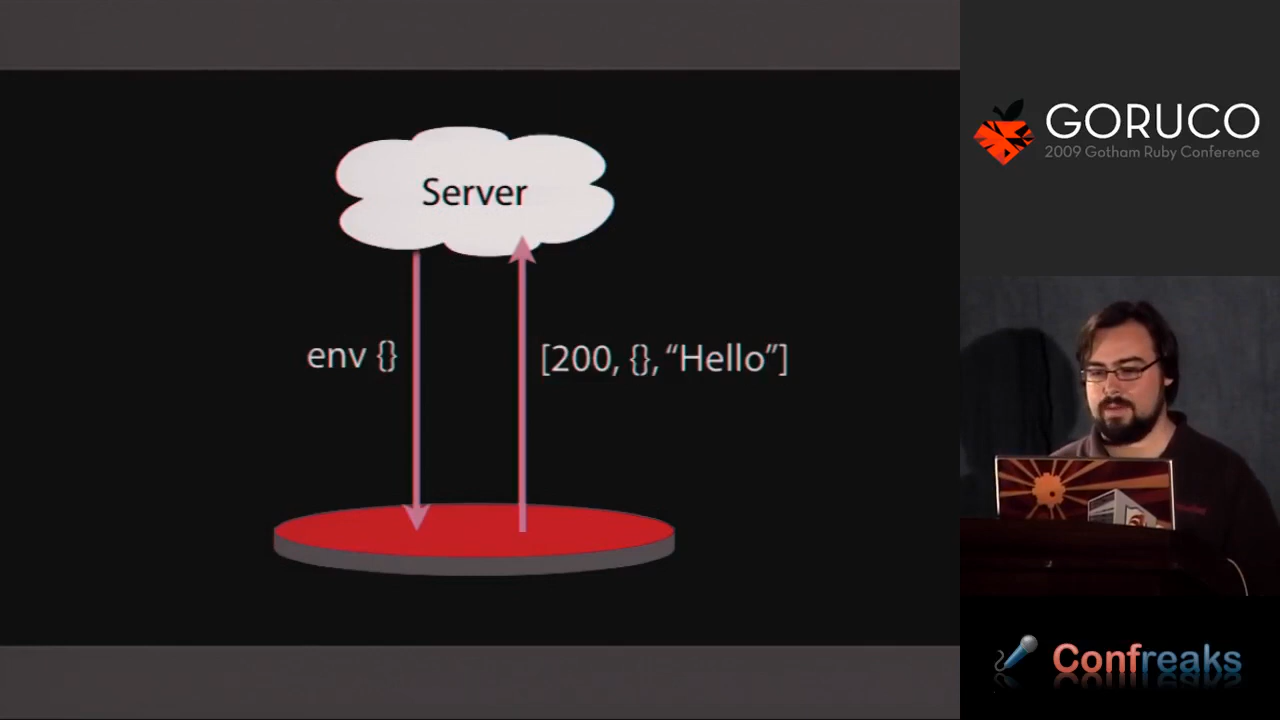 Server
env {}
[200, {}, “Hello”]
GORUCO
2009 Gotham Ruby Conference
Confreaks